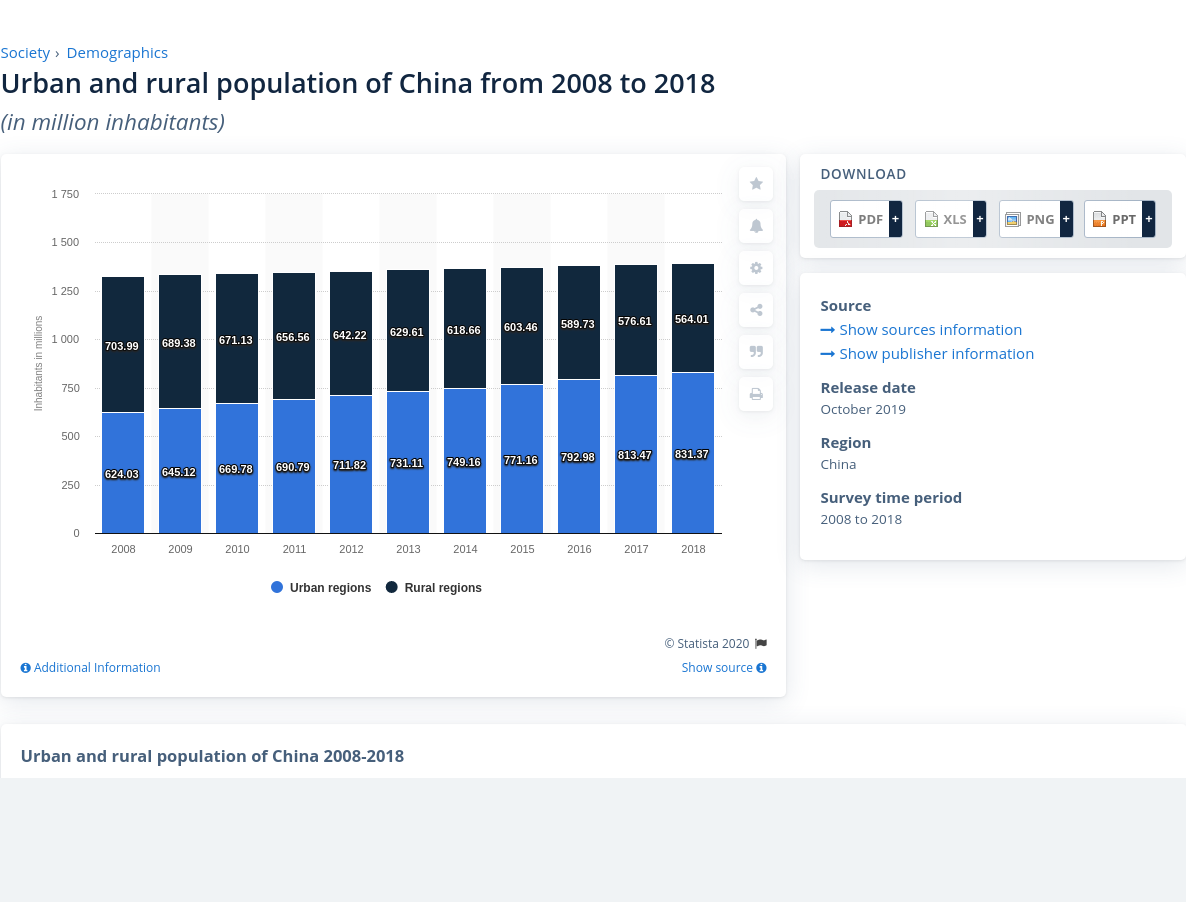 Society › Demographics
Urban and rural population of China from 2008 to 2018
(in million inhabitants)
1 750
1 500
1 250
1 000
750
500
250
0
Inhabitants in millions
703.99 689.38 671.13 656.56 642.22 629.61 618.66 603.46 589.73 576.61 564.01
624.03 645.12 669.78 690.79 711.82 731.11 749.16 771.16 792.98 813.47 831.37
2008 2009 2010 2011 2012 2013 2014 2015 2016 2017 2018
Urban regions Rural regions
© Statista 2020
Additional Information Show source
DOWNLOAD
PDF + XLS + PNG + PPT +
Source
Show sources information
Show publisher information
Release date
October 2019
Region
China
Survey time period
2008 to 2018
Urban and rural population of China 2008-2018